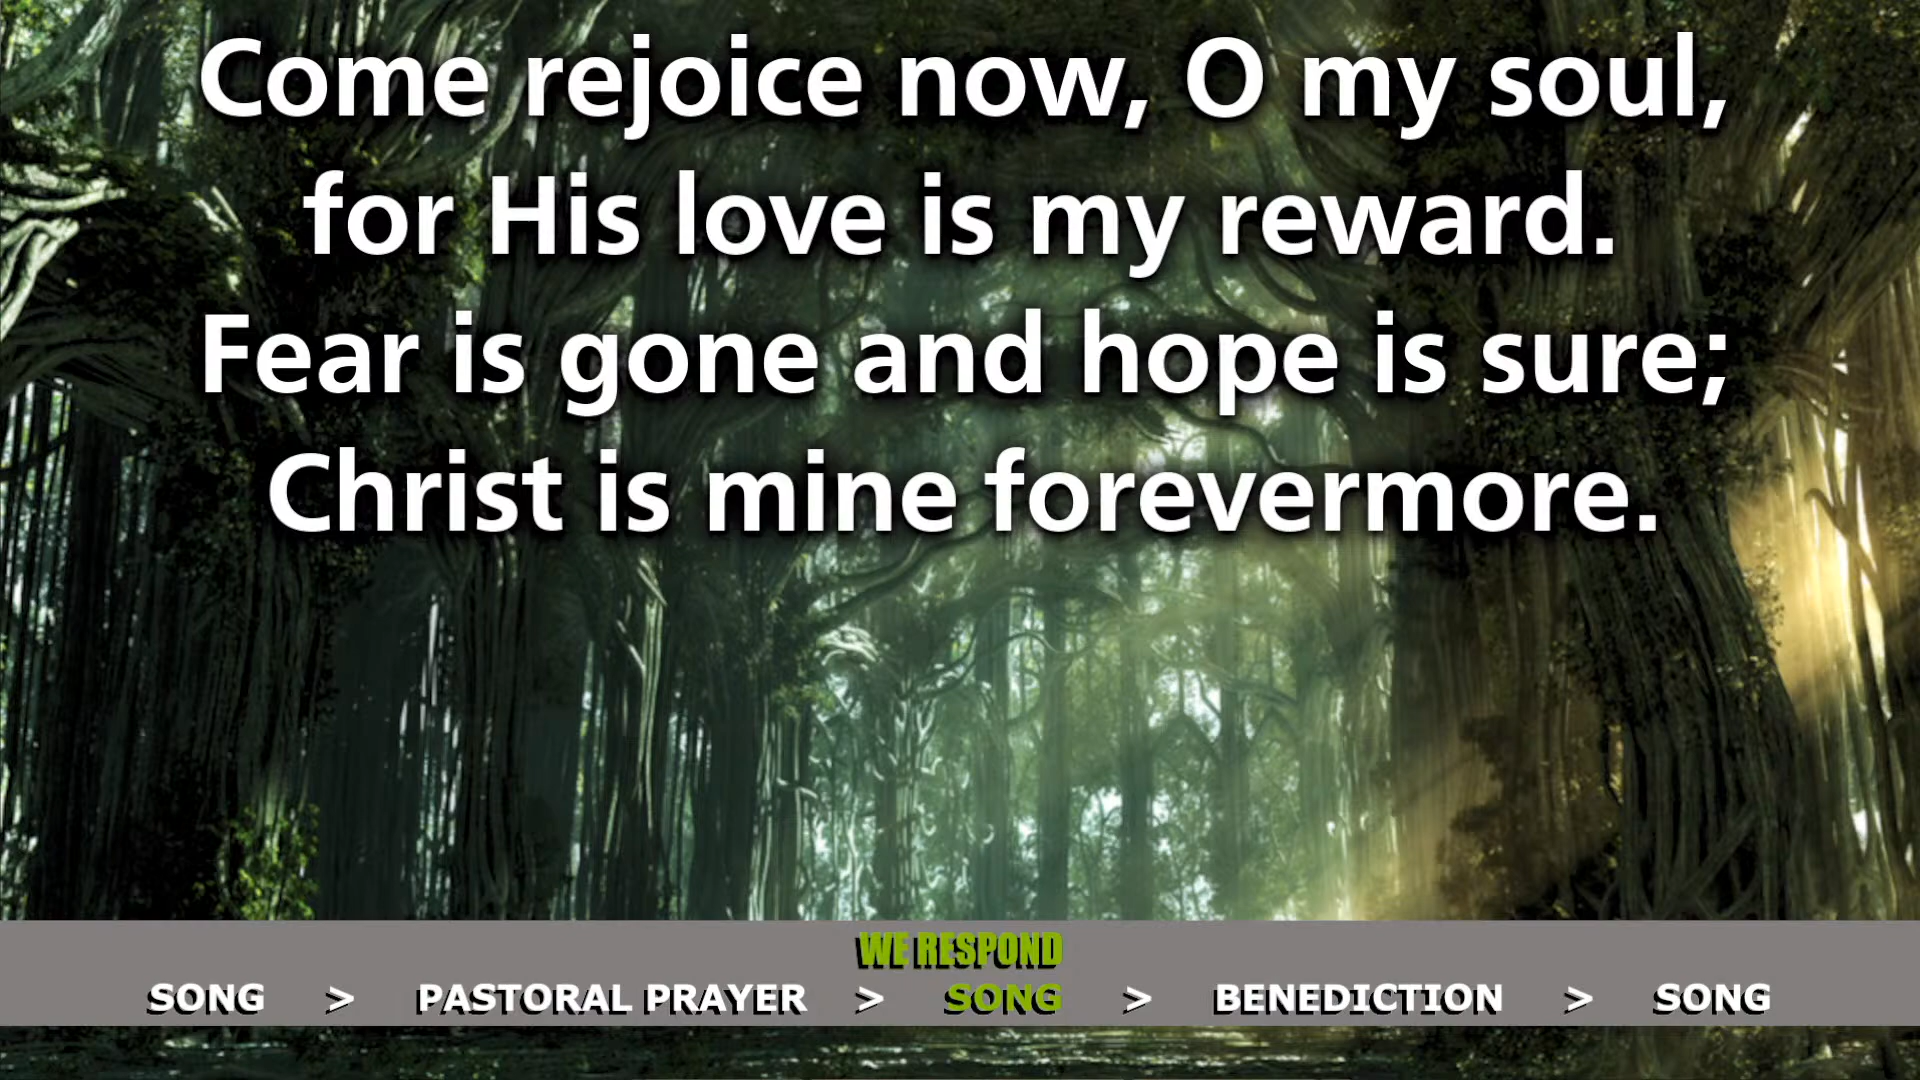 Come rejoice now, O my soul,
for His love is my reward.
Fear is gone and hope is sure;
Christ is mine forevermore.
WE RESPOND
SONG > PASTORAL PRAYER > SONG > BENEDICTION > SONG